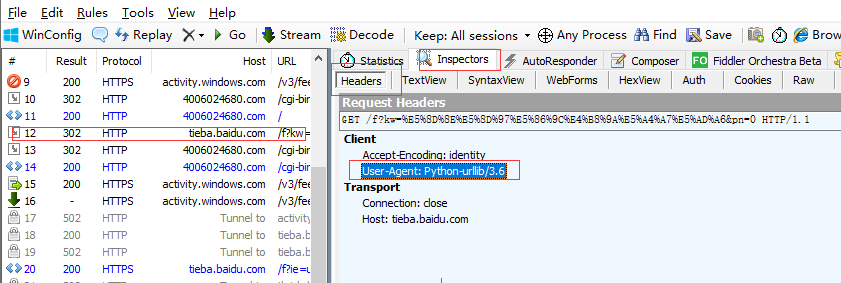 File Edit Rules Tools View Help
WinConfig Replay Go Stream Decode Keep: All sessions Any Process Find Save
# Result Protocol Host URL
9 200 HTTPS activity.windows.com /v3/fee
10 302 HTTP 4006024680.com /cgi-bin
11 200 HTTP 4006024680.com /
12 302 HTTP tieba.baidu.com /f?kw=
13 302 HTTP 4006024680.com /cgi-bin
14 200 HTTP 4006024680.com /cgi-bin
15 200 HTTPS activity.windows.com /v3/fee
16 - HTTPS activity.windows.com /v3/fee
17 502 HTTP Tunnel to activity
18 502 HTTP Tunnel to tieba.b
19 502 HTTP Tunnel to tieba.b
20 200 HTTPS tieba.baidu.com /f?ie=u
Tunnel to tieba.b
Statistics Inspectors AutoResponder Composer FO Fiddler Orchestra Beta
Headers TextView SyntaxView WebForms HexView Auth Cookies Raw
Request Headers
GET /f?kw=%E5%8D%8E%E5%8D%97%E5%86%9C%E4%B8%9A%E5%A4%A7%E5%AD%A6&pn=0 HTTP/1.1
Client
Accept-Encoding: identity
User-Agent: Python-urllib/3.6
Transport
Connection: close
Host: tieba.baidu.com